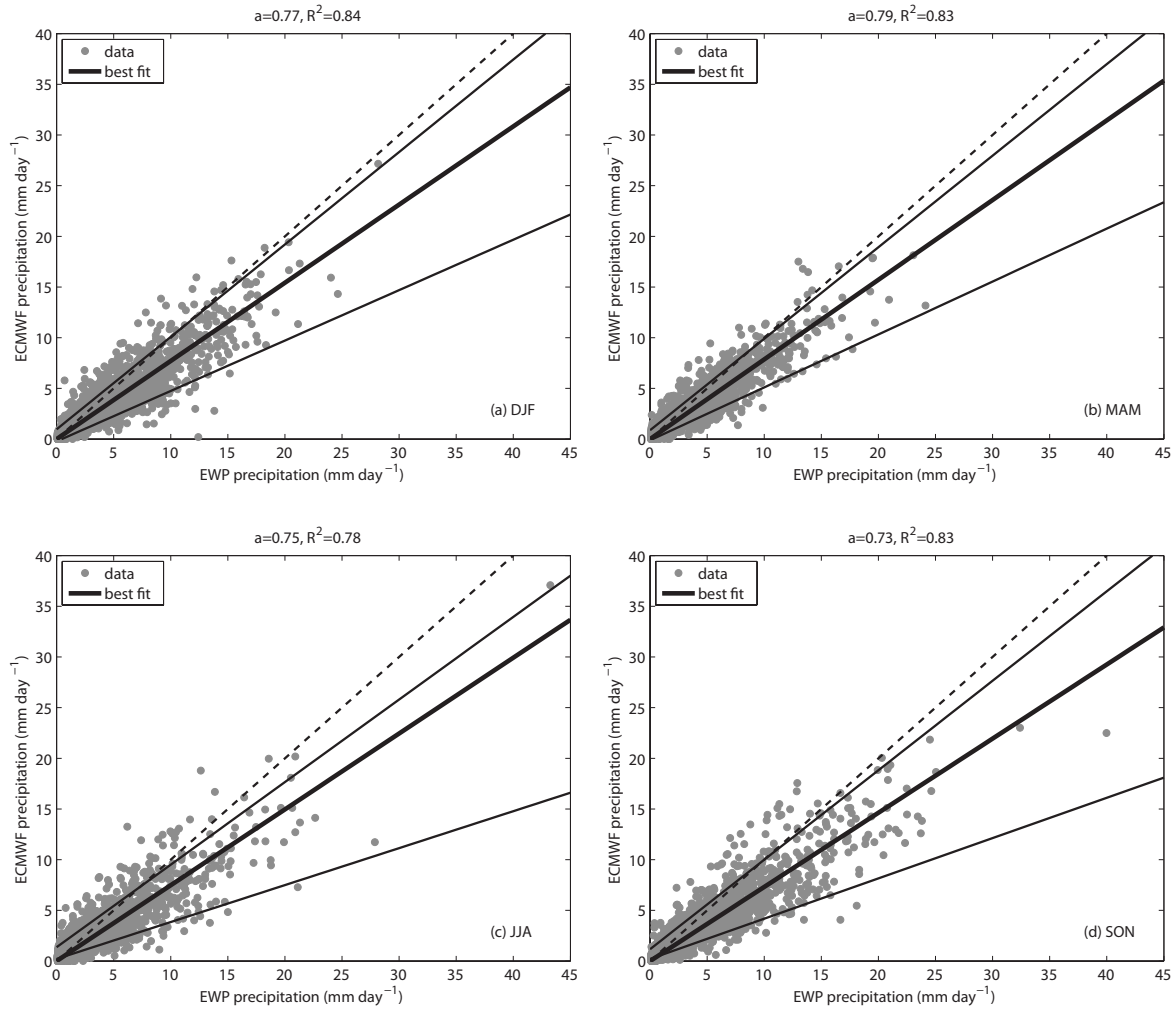 a=0.77, R²=0.84
40
35
30
25
20
15
10
5
0
ECMWF precipitation (mm day⁻¹)
data
best fit
(a) DJF
0 5 10 15 20 25 30 35 40 45
EWP precipitation (mm day⁻¹)
a=0.79, R²=0.83
40
35
30
25
20
15
10
5
0
ECMWF precipitation (mm day⁻¹)
data
best fit
(b) MAM
0 5 10 15 20 25 30 35 40 45
EWP precipitation (mm day⁻¹)
a=0.75, R²=0.78
40
35
30
25
20
15
10
5
0
ECMWF precipitation (mm day⁻¹)
data
best fit
(c) JJA
0 5 10 15 20 25 30 35 40 45
EWP precipitation (mm day⁻¹)
a=0.73, R²=0.83
40
35
30
25
20
15
10
5
0
ECMWF precipitation (mm day⁻¹)
data
best fit
(d) SON
0 5 10 15 20 25 30 35 40 45
EWP precipitation (mm day⁻¹)